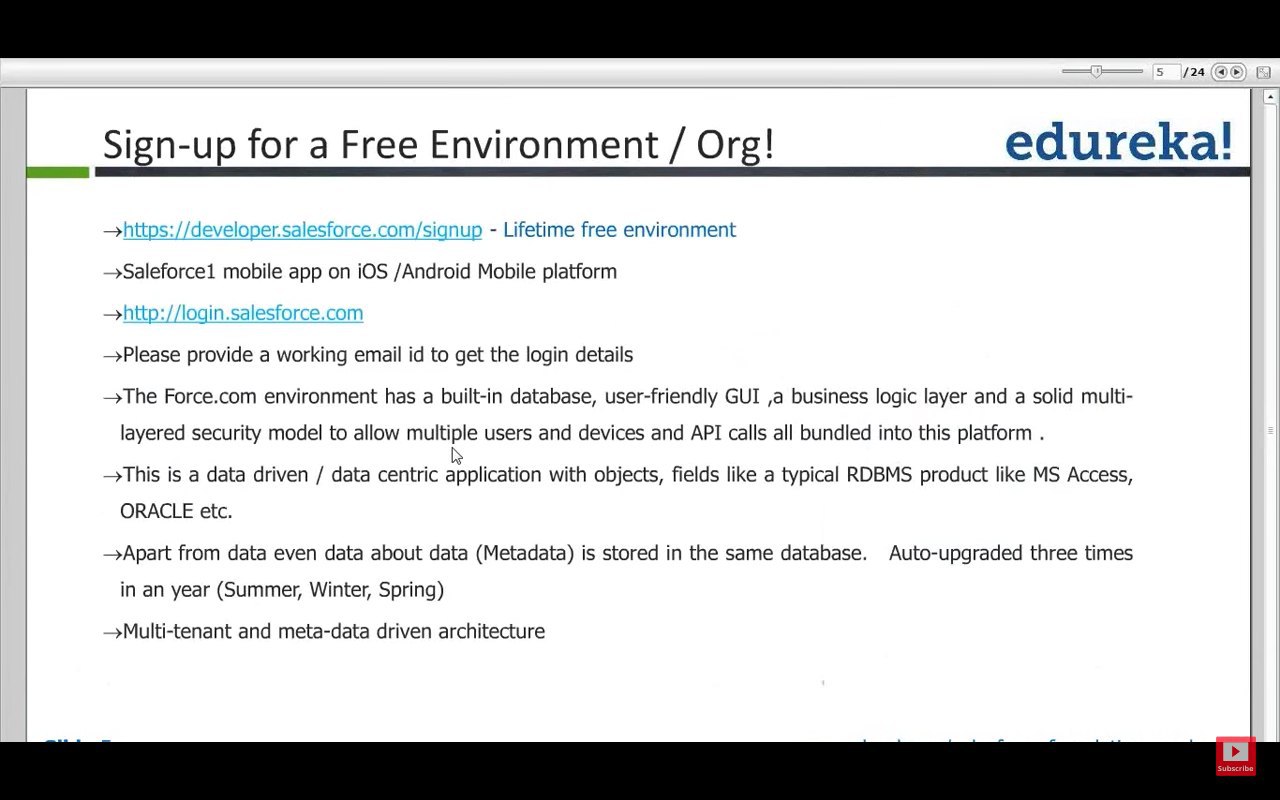 5 / 24
Sign-up for a Free Environment / Org!
edureka!
→https://developer.salesforce.com/signup - Lifetime free environment
→Saleforce1 mobile app on iOS /Android Mobile platform
→http://login.salesforce.com
→Please provide a working email id to get the login details
→The Force.com environment has a built-in database, user-friendly GUI ,a business logic layer and a solid multi-
layered security model to allow multiple users and devices and API calls all bundled into this platform .
→This is a data driven / data centric application with objects, fields like a typical RDBMS product like MS Access,
ORACLE etc.
→Apart from data even data about data (Metadata) is stored in the same database. Auto-upgraded three times
in an year (Summer, Winter, Spring)
→Multi-tenant and meta-data driven architecture
Subscribe